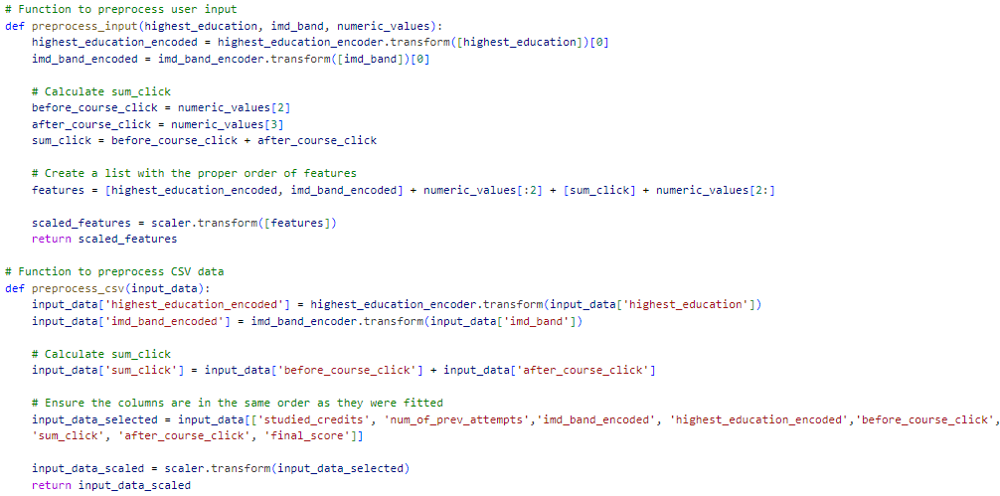 # Function to preprocess user input
def preprocess_input(highest_education, imd_band, numeric_values):
    highest_education_encoded = highest_education_encoder.transform([highest_education])[0]
    imd_band_encoded = imd_band_encoder.transform([imd_band])[0]

    # Calculate sum_click
    before_course_click = numeric_values[2]
    after_course_click = numeric_values[3]
    sum_click = before_course_click + after_course_click

    # Create a list with the proper order of features
    features = [highest_education_encoded, imd_band_encoded] + numeric_values[:2] + [sum_click] + numeric_values[2:]

    scaled_features = scaler.transform([features])
    return scaled_features

# Function to preprocess CSV data
def preprocess_csv(input_data):
    input_data['highest_education_encoded'] = highest_education_encoder.transform(input_data['highest_education'])
    input_data['imd_band_encoded'] = imd_band_encoder.transform(input_data['imd_band'])

    # Calculate sum_click
    input_data['sum_click'] = input_data['before_course_click'] + input_data['after_course_click']

    # Ensure the columns are in the same order as they were fitted
    input_data_selected = input_data[['studied_credits', 'num_of_prev_attempts','imd_band_encoded', 'highest_education_encoded','before_course_click',
    'sum_click', 'after_course_click', 'final_score']]

    input_data_scaled = scaler.transform(input_data_selected)
    return input_data_scaled